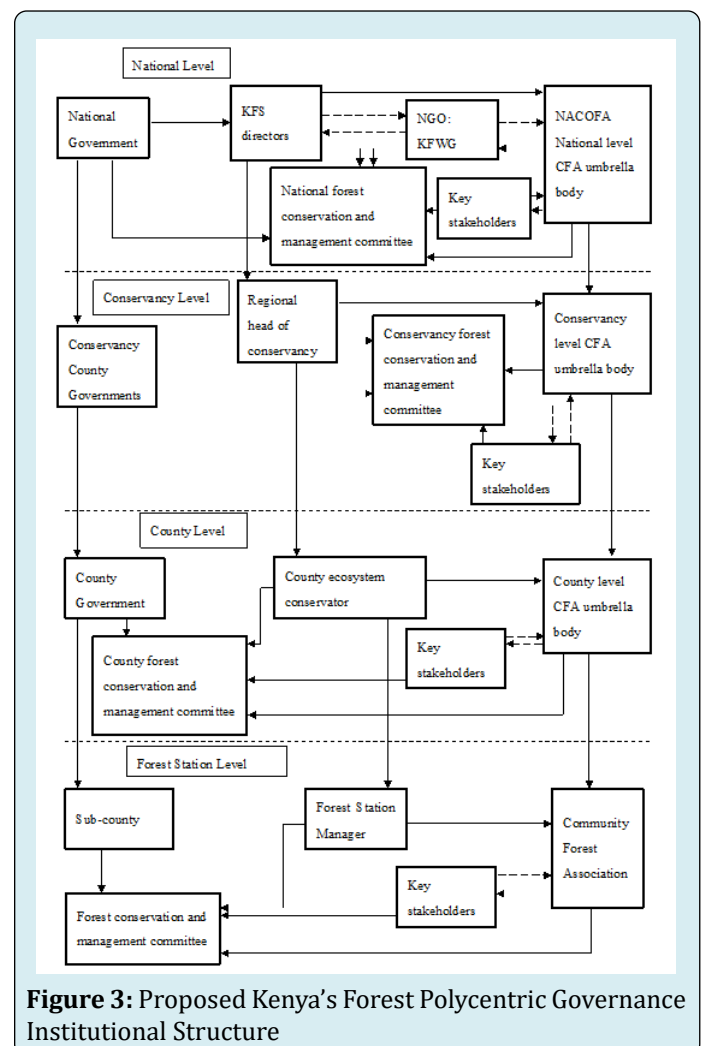 National Level
National
Government
KFS
directors
NGO:
KFWG
NACOFA
National level
CFA umbrella
body
National forest
conservation and
management committee
Key
stakeholders
Conservancy Level
Regional
head of
conservancy
Conservancy
County
Governments
Conservancy forest
conservation and
management
committee
Conservancy
level CFA
umbrella body
Key
stakeholders
County Level
County
Government
County ecosystem
conservator
County level
CFA umbrella
body
County forest
conservation and
management committee
Key
stakeholders
Forest Station Level
Sub-county
Forest Station
Manager
Community
Forest
Association
Key
stakeholders
Forest conservation and
management committee
Figure 3: Proposed Kenya's Forest Polycentric Governance
Institutional Structure